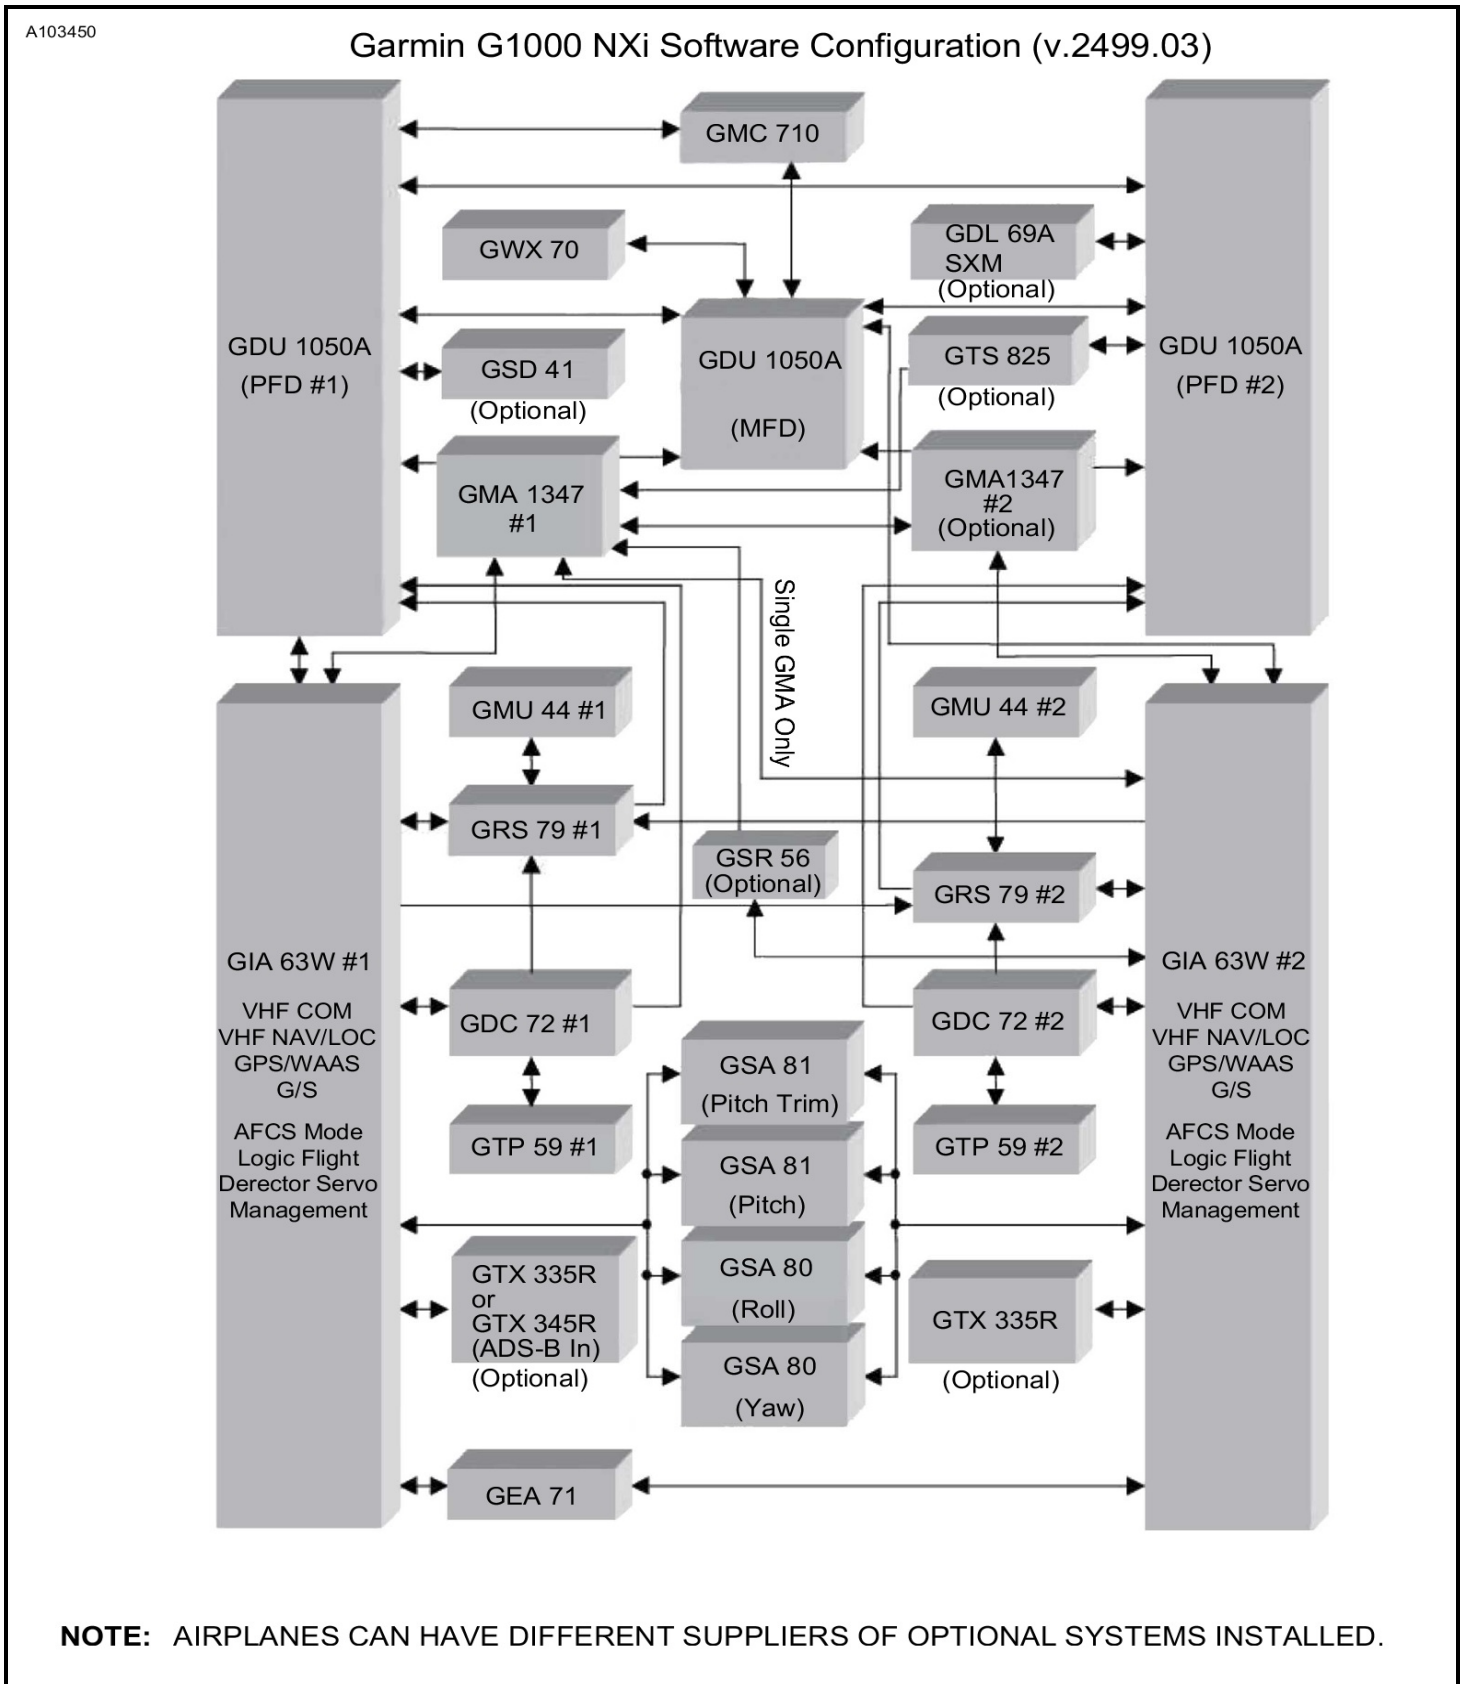 A103450
Garmin G1000 NXi Software Configuration (v.2499.03)
GMC 710
GWX 70
GDL 69A
SXM
(Optional)
GDU 1050A
(PFD #1)
GSD 41
(Optional)
GDU 1050A
(MFD)
GTS 825
(Optional)
GDU 1050A
(PFD #2)
GMA 1347
#1
GMA1347
#2
(Optional)
Single GMA Only
GMU 44 #1
GMU 44 #2
GRS 79 #1
GSR 56
(Optional)
GRS 79 #2
GIA 63W #1
VHF COM
VHF NAV/LOC
GPS/WAAS
G/S
AFCS Mode
Logic Flight
Derector Servo
Management
GDC 72 #1
GDC 72 #2
GIA 63W #2
VHF COM
VHF NAV/LOC
GPS/WAAS
G/S
AFCS Mode
Logic Flight
Derector Servo
Management
GTP 59 #1
GSA 81
(Pitch Trim)
GSA 81
(Pitch)
GSA 80
(Roll)
GSA 80
(Yaw)
GTP 59 #2
GTX 335R
or
GTX 345R
(ADS-B In)
(Optional)
GTX 335R
(Optional)
GEA 71
NOTE: AIRPLANES CAN HAVE DIFFERENT SUPPLIERS OF OPTIONAL SYSTEMS INSTALLED.